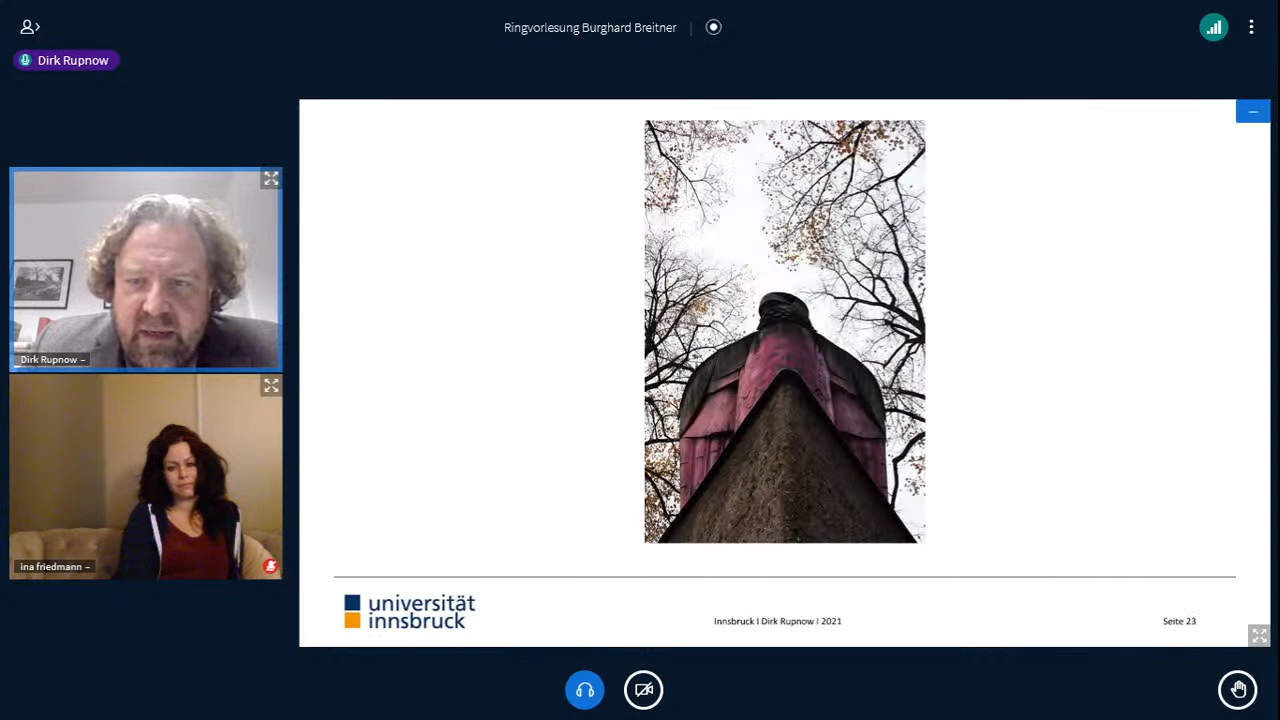 Ringvorlesung Burghard Breitner
Dirk Rupnow
Dirk Rupnow –
ina friedmann –
universität
innsbruck
Innsbruck I Dirk Rupnow I 2021
Seite 23